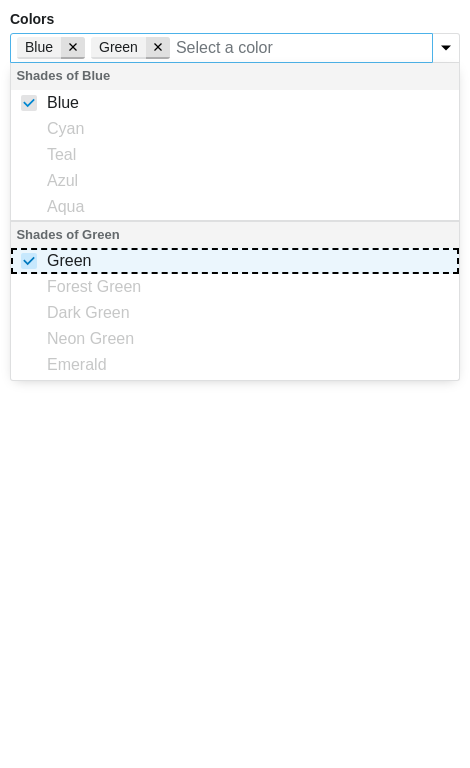 Colors
Blue Green Select a color
Shades of Blue
Blue
Cyan
Teal
Azul
Aqua
Shades of Green
Green
Forest Green
Dark Green
Neon Green
Emerald